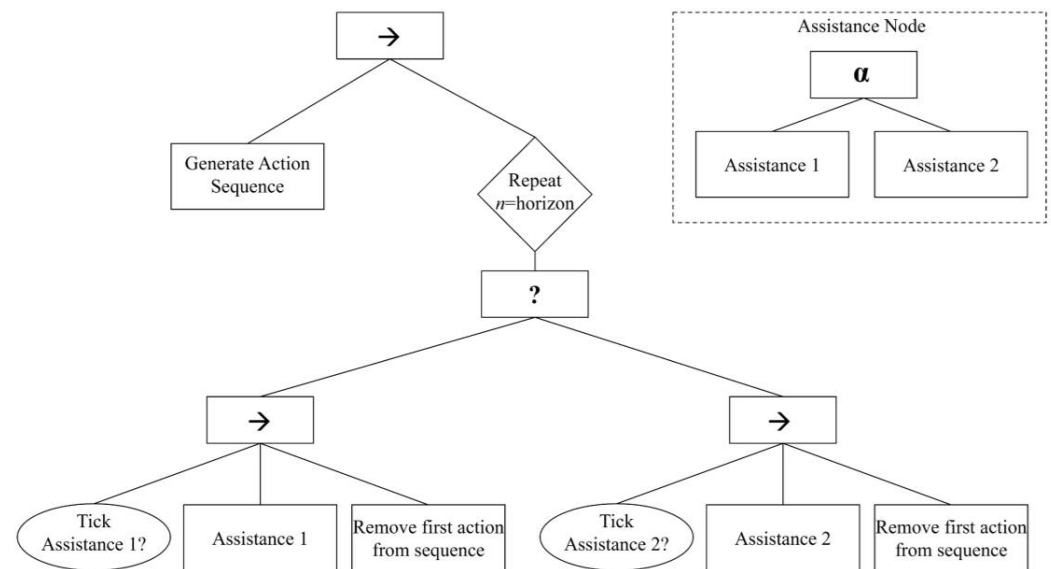 →
Assistance Node
α
Generate Action
Sequence
Assistance 1
Assistance 2
Repeat
n=horizon
?
→
→
Tick
Assistance 1?
Assistance 1
Remove first action
from sequence
Tick
Assistance 2?
Assistance 2
Remove first action
from sequence